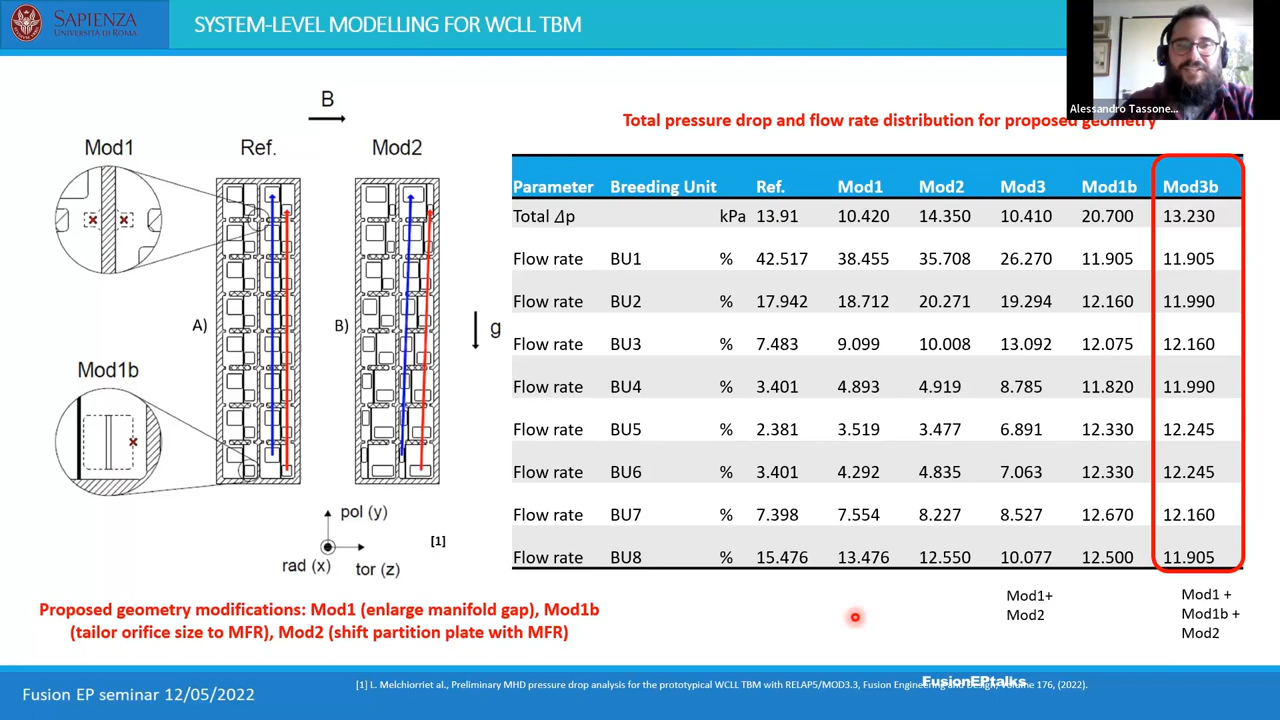 SAPIENZA
UNIVERSITÀ DI ROMA
SYSTEM-LEVEL MODELLING FOR WCLL TBM
Alessandro Tassone...
B
Mod1
Ref.
Mod2
A)
B)
g
Mod1b
pol (y)
rad (x)
tor (z)
[1]
Proposed geometry modifications: Mod1 (enlarge manifold gap), Mod1b
(tailor orifice size to MFR), Mod2 (shift partition plate with MFR)
Total pressure drop and flow rate distribution for proposed geometry
Parameter Breeding Unit Ref. Mod1 Mod2 Mod3 Mod1b Mod3b
Total Δp kPa 13.91 10.420 14.350 10.410 20.700 13.230
Flow rate BU1 % 42.517 38.455 35.708 26.270 11.905 11.905
Flow rate BU2 % 17.942 18.712 20.271 19.294 12.160 11.990
Flow rate BU3 % 7.483 9.099 10.008 13.092 12.075 12.160
Flow rate BU4 % 3.401 4.893 4.919 8.785 11.820 11.990
Flow rate BU5 % 2.381 3.519 3.477 6.891 12.330 12.245
Flow rate BU6 % 3.401 4.292 4.835 7.063 12.330 12.245
Flow rate BU7 % 7.398 7.554 8.227 8.527 12.670 12.160
Flow rate BU8 % 15.476 13.476 12.550 10.077 12.500 11.905
Mod1+
Mod2
Mod1 +
Mod1b +
Mod2
Fusion EP seminar 12/05/2022
[1] L. Melchiorriet al., Preliminary MHD pressure drop analysis for the prototypical WCLL TBM with RELAP5/MOD3.3, Fusion Engineering and Design, Volume 176, (2022).
FusionEPtalks